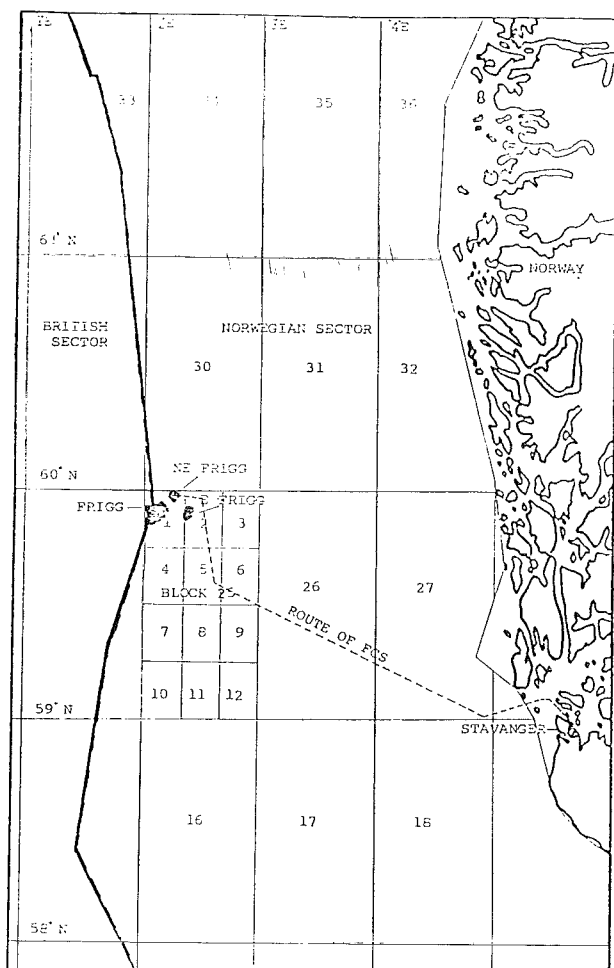 1E 2E 3E 4E
33 35 36
61° N
NORWAY
BRITISH
SECTOR
NORWEGIAN SECTOR
30 31 32
60° N
NE FRIGG
FRIGG
E FRIGG
1 2 3
4 5 6
BLOCK 25
26 27
7 8 9
ROUTE OF FCS
10 11 12
59° N
STAVANGER
16 17 18
58° N